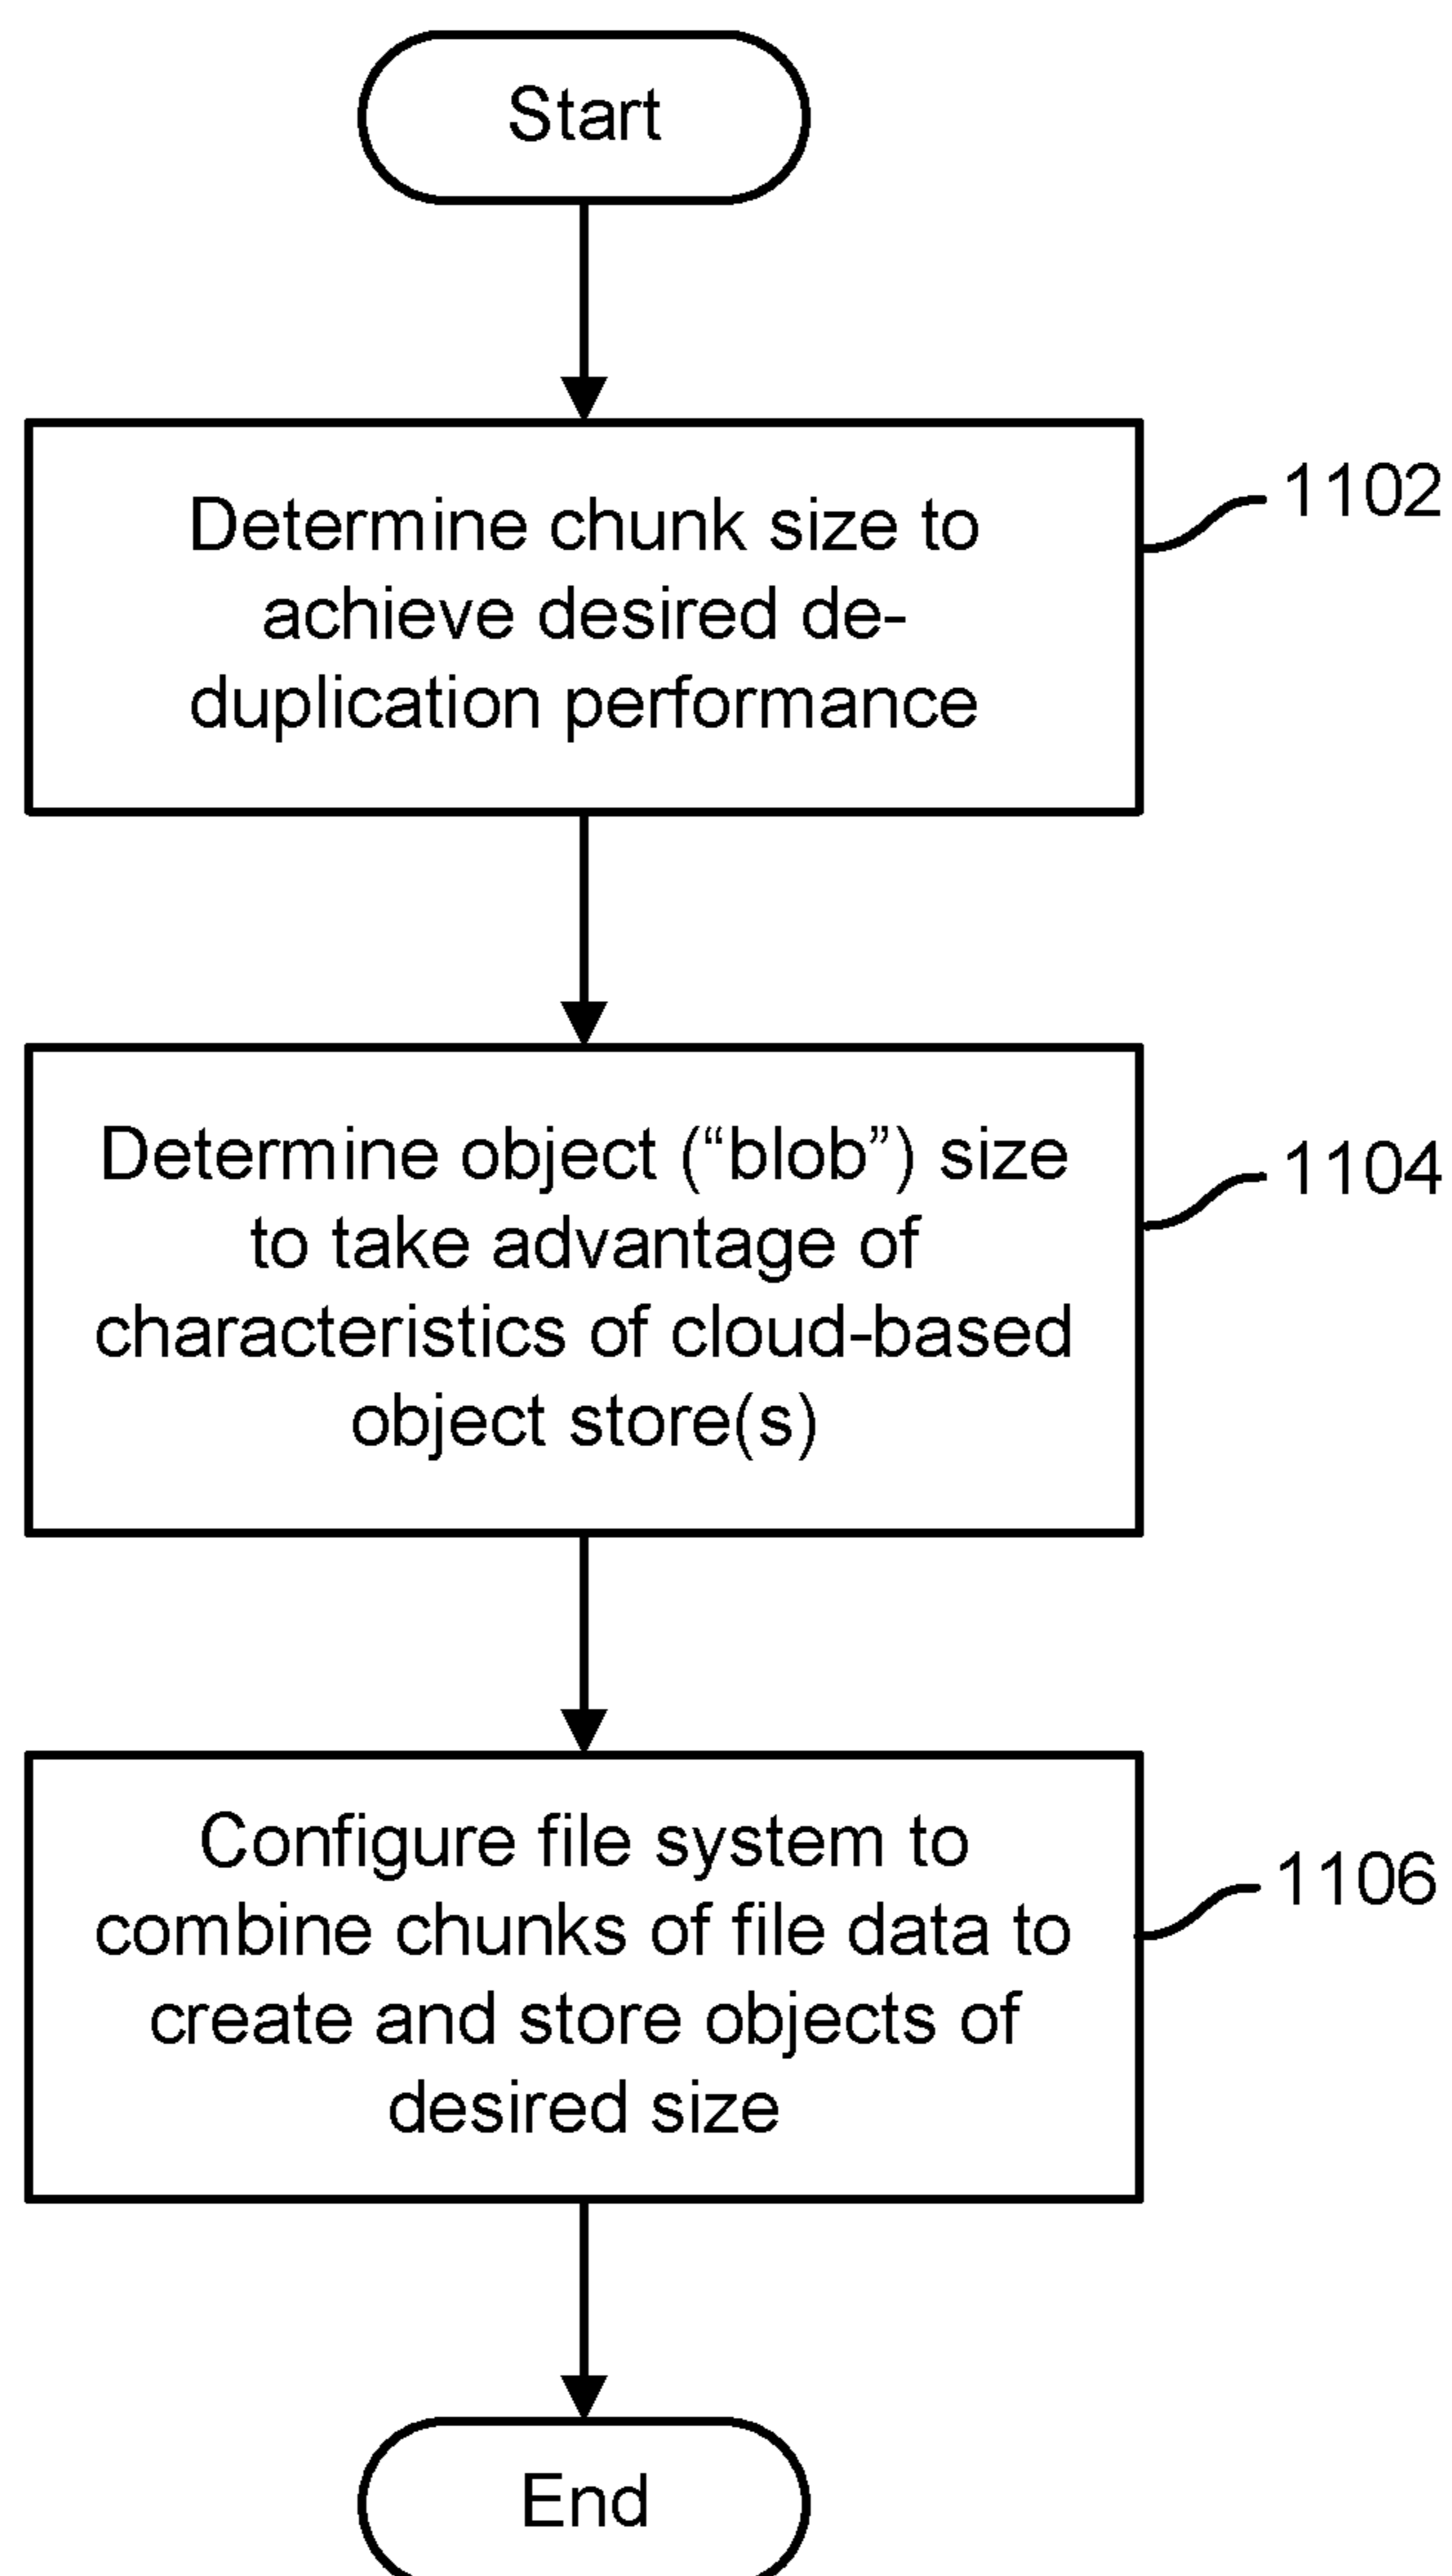 Start
Determine chunk size to
achieve desired de-
duplication performance
1102
Determine object (“blob”) size
to take advantage of
characteristics of cloud-based
object store(s)
1104
Configure file system to
combine chunks of file data to
create and store objects of
desired size
1106
End